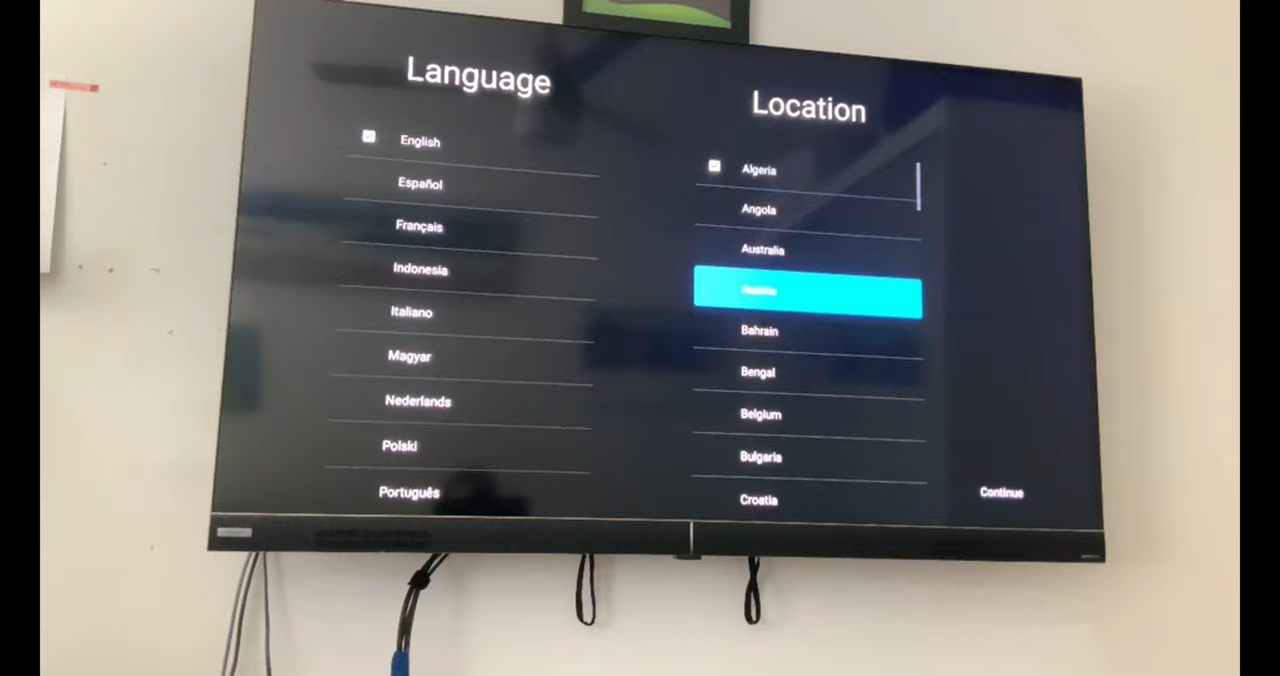 Language
English
Español
Français
Indonesia
Italiano
Magyar
Nederlands
Polski
Português
Location
Algeria
Angola
Australia
Austria
Bahrain
Bengal
Belgium
Bulgaria
Croatia
Continue